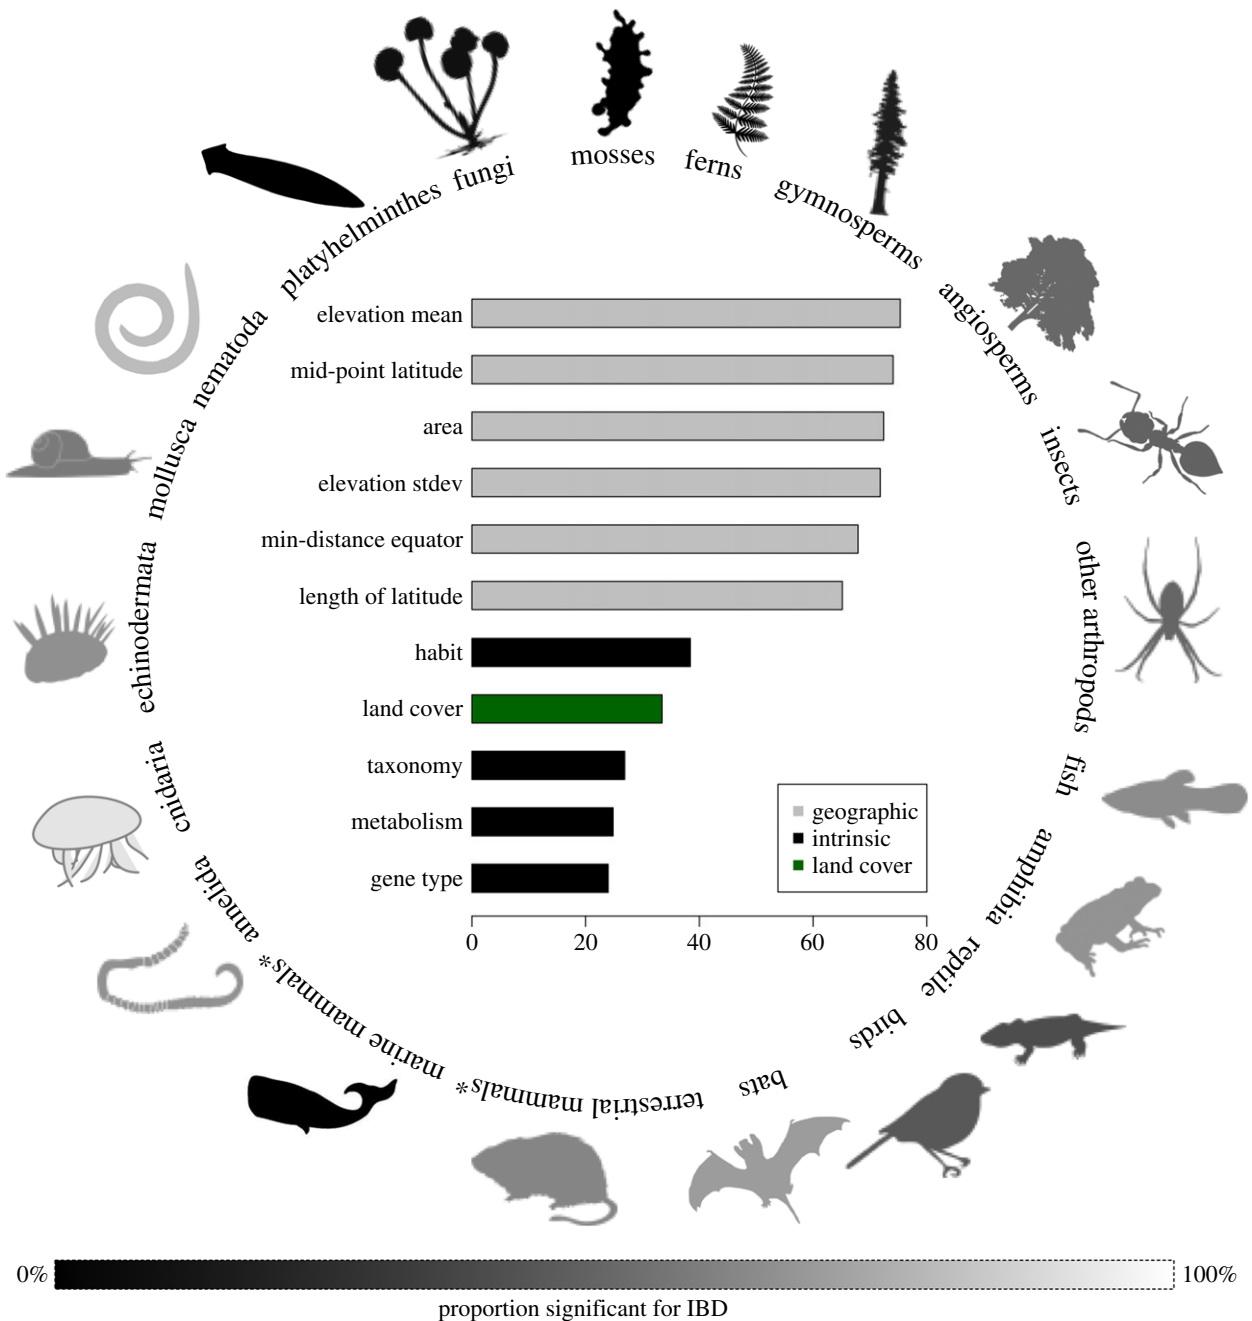 fungi
mosses
ferns
gymnosperms
angiosperms
insects
other arthropods
fish
amphibia
reptile
birds
bats
terrestrial mammals*
marine mammals*
annelida
cnidaria
echinodermata
mollusca
nematoda
platyhelminthes
elevation mean
mid-point latitude
area
elevation stdev
min-distance equator
length of latitude
habit
land cover
taxonomy
metabolism
gene type
geographic
intrinsic
land cover
0 20 40 60 80
0% 100%
proportion significant for IBD